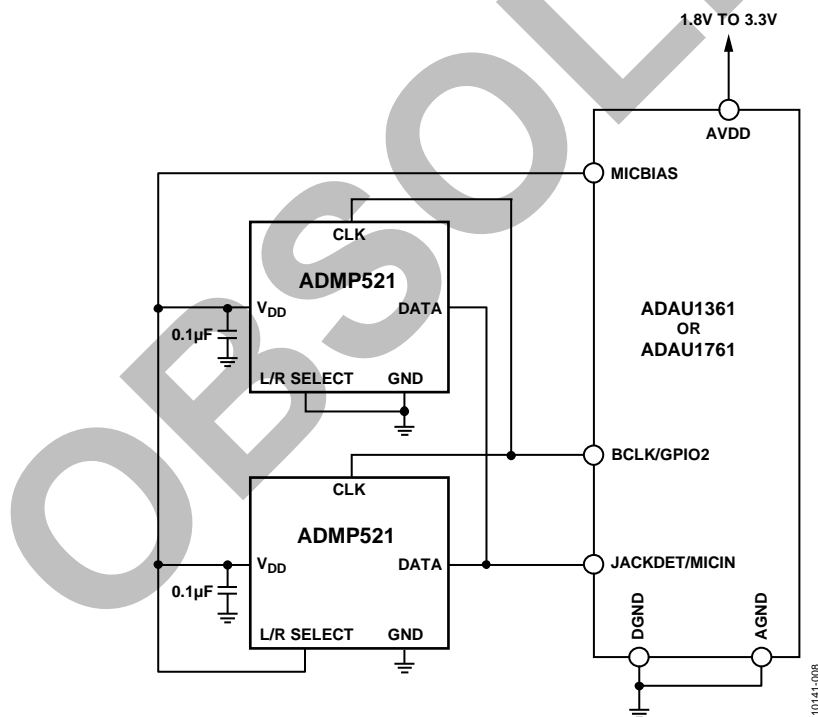 1.8V TO 3.3V
AVDD
MICBIAS
CLK
ADMP521
VDD
DATA
0.1µF
L/R SELECT
GND
ADAU1361
OR
ADAU1761
BCLK/GPIO2
CLK
ADMP521
VDD
DATA
JACKDET/MICIN
0.1µF
L/R SELECT
GND
DGND
AGND
10141-008
OBSOL